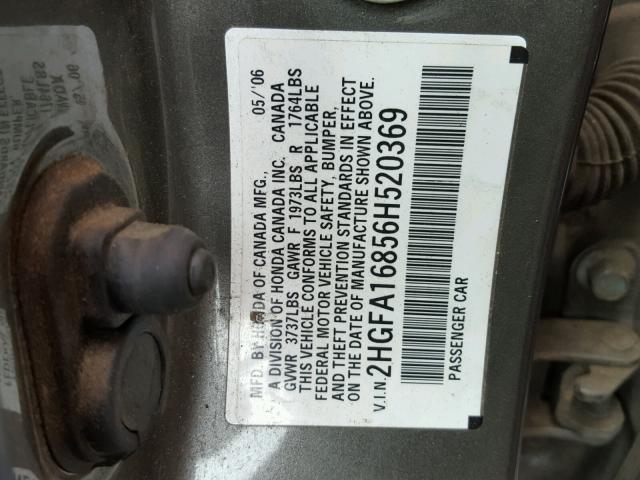 MFD. BY HONDA OF CANADA MFG., 05/'06
A DIVISION OF HONDA CANADA INC. CANADA
GVWR 3737LBS GAWR F 1973LBS R 1764LBS
THIS VEHICLE CONFORMS TO ALL APPLICABLE
FEDERAL MOTOR VEHICLE SAFETY, BUMPER,
AND THEFT PREVENTION STANDARDS IN EFFECT
ON THE DATE OF MANUFACTURE SHOWN ABOVE.
V.I.N. 2HGFA16856H520369
PASSENGER CAR